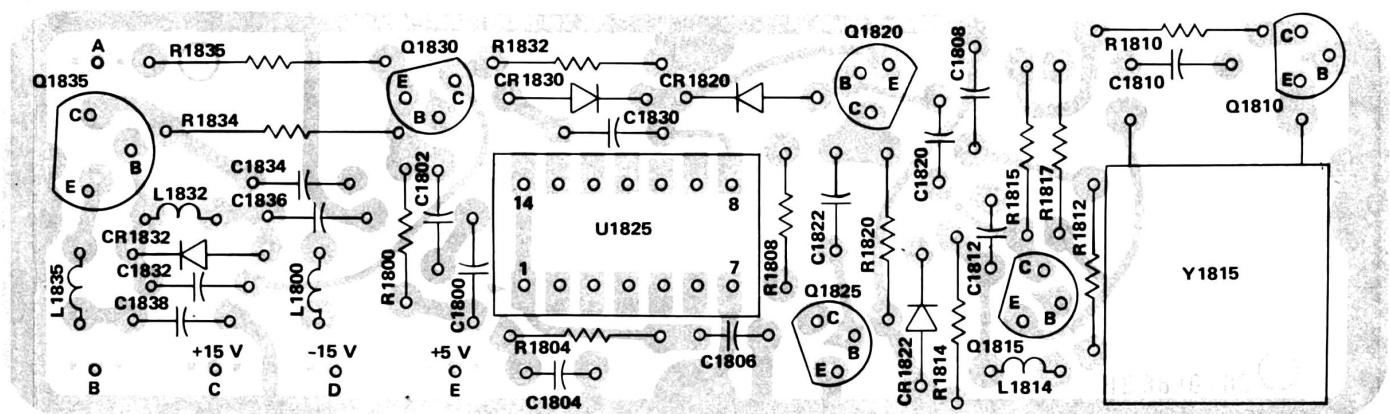 A
R1835
Q1830
R1832
Q1820
C1808
R1810
C
Q1835
CR1830
CR1820
C1810
B
E
Q1810
C
B
E
R1834
E
C
B
C1830
B
E
C
C1820
C1834
C1836
C1802
14
8
U1825
1
7
L1832
CR1832
C1832
C1838
L1835
L1800
R1800
C1800
R1808
C1822
R1820
C1812
R1815
R1817
R1812
Y1815
Q1825
C
B
E
C
E
B
Q1815
R1804
C1804
C1806
CR1822
R1814
L1814
+15 V
-15 V
+5 V
B
C
D
E